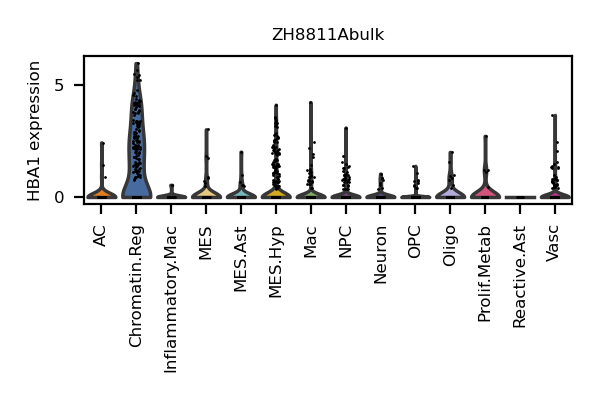 ZH8811Abulk
HBA1 expression
5
0
AC
Chromatin.Reg
Inflammatory.Mac
MES
MES.Ast
MES.Hyp
Mac
NPC
Neuron
OPC
Oligo
Prolif.Metab
Reactive.Ast
Vasc